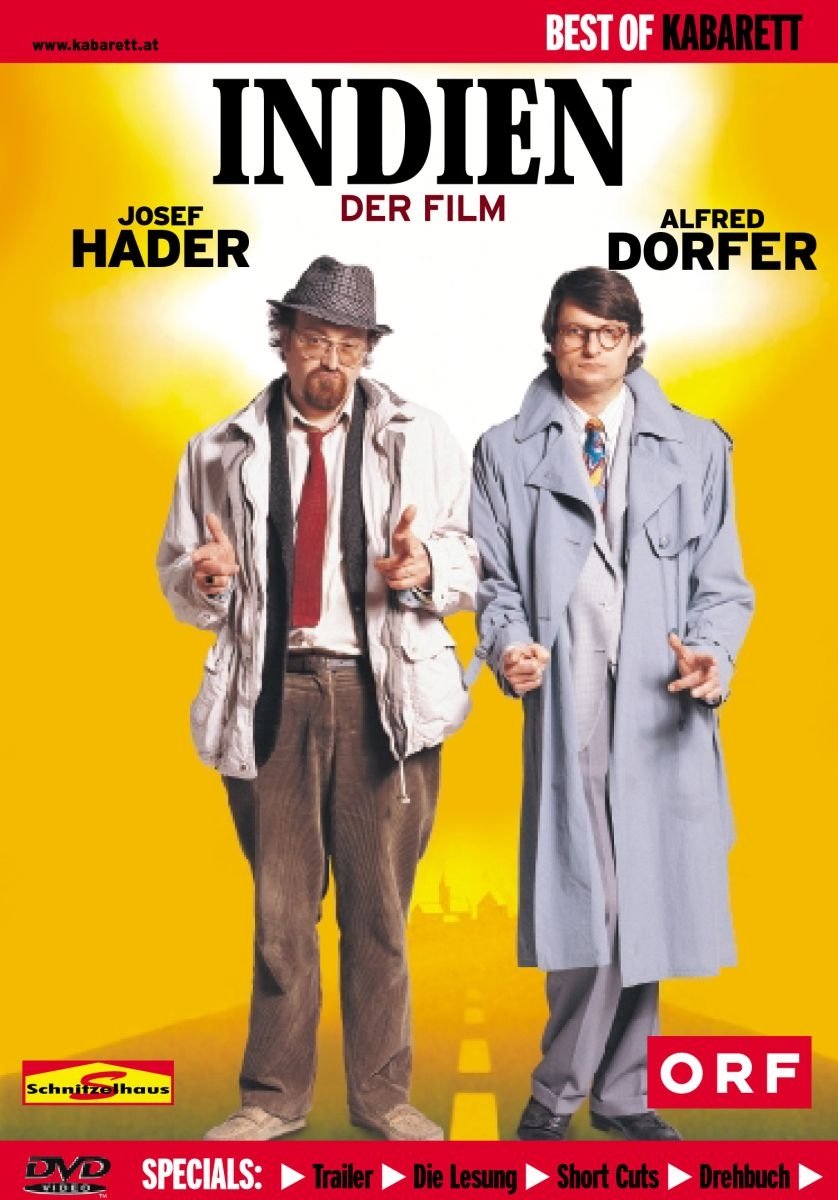 www.kabarett.at
BEST OF KABARETT
INDIEN
DER FILM
JOSEF
HADER
ALFRED
DORFER
Schnitzelhaus
S
ORF
DVD
VIDEO
TM
SPECIALS: Trailer Die Lesung Short Cuts Drehbuch